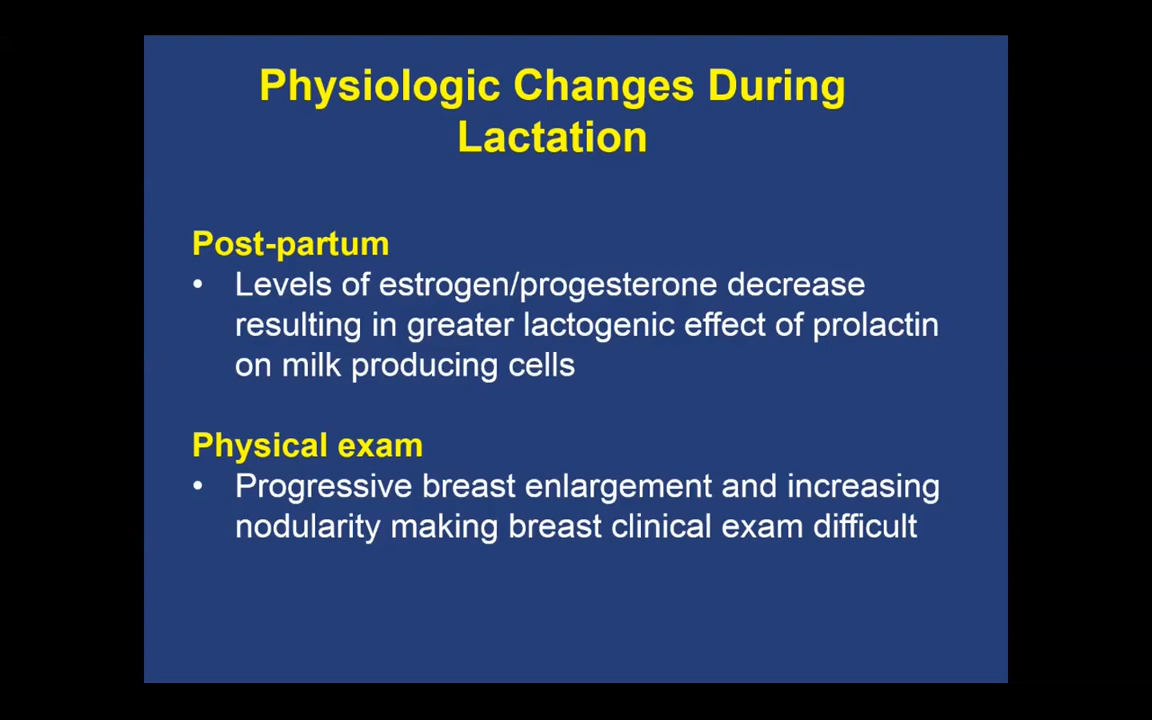 Physiologic Changes During
Lactation
Post-partum
• Levels of estrogen/progesterone decrease
resulting in greater lactogenic effect of prolactin
on milk producing cells
Physical exam
• Progressive breast enlargement and increasing
nodularity making breast clinical exam difficult